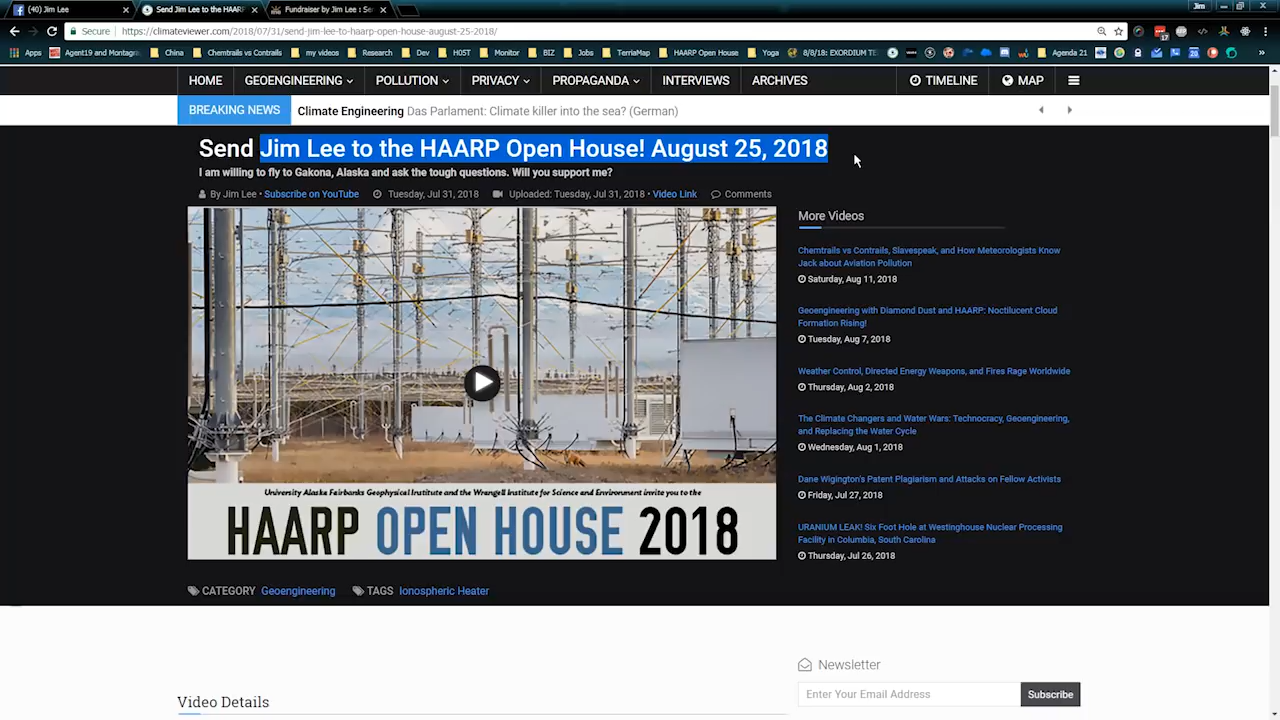 (40) Jim Lee
Send Jim Lee to the HAARP
Fundraiser by Jim Lee : Se
Jim
Secure
https://climateviewer.com/2018/07/31/send-jim-lee-to-haarp-open-house-august-25-2018/
Apps
Agent19 and Montag
China
Chemtrails vs Contrails
my videos
Research
Dev
H05T
Monitor
BIZ
Jobs
TerriaMap
HAARP Open House
Yoga
8/8/18: EXORDIUM TE
Agenda 21
HOME
GEOENGINEERING
POLLUTION
PRIVACY
PROPAGANDA
INTERVIEWS
ARCHIVES
TIMELINE
MAP
BREAKING NEWS
Climate Engineering Das Parlament: Climate killer into the sea? (German)
Send Jim Lee to the HAARP Open House! August 25, 2018
I am willing to fly to Gakona, Alaska and ask the tough questions. Will you support me?
By Jim Lee • Subscribe on YouTube
Tuesday, Jul 31, 2018
Uploaded: Tuesday, Jul 31, 2018 • Video Link
Comments
University Alaska Fairbanks Geophysical Institute and the Wrangell Institute for Science and Environment invite you to the
HAARP OPEN HOUSE 2018
CATEGORY Geoengineering
TAGS Ionospheric Heater
More Videos
Chemtrails vs Contrails, Slavespeak, and How Meteorologists Know
Jack about Aviation Pollution
Saturday, Aug 11, 2018
Geoengineering with Diamond Dust and HAARP: Noctilucent Cloud
Formation Rising!
Tuesday, Aug 7, 2018
Weather Control, Directed Energy Weapons, and Fires Rage Worldwide
Thursday, Aug 2, 2018
The Climate Changers and Water Wars: Technocracy, Geoengineering,
and Replacing the Water Cycle
Wednesday, Aug 1, 2018
Dane Wigington's Patent Plagiarism and Attacks on Fellow Activists
Friday, Jul 27, 2018
URANIUM LEAK! Six Foot Hole at Westinghouse Nuclear Processing
Facility in Columbia, South Carolina
Thursday, Jul 26, 2018
Video Details
Newsletter
Enter Your Email Address
Subscribe